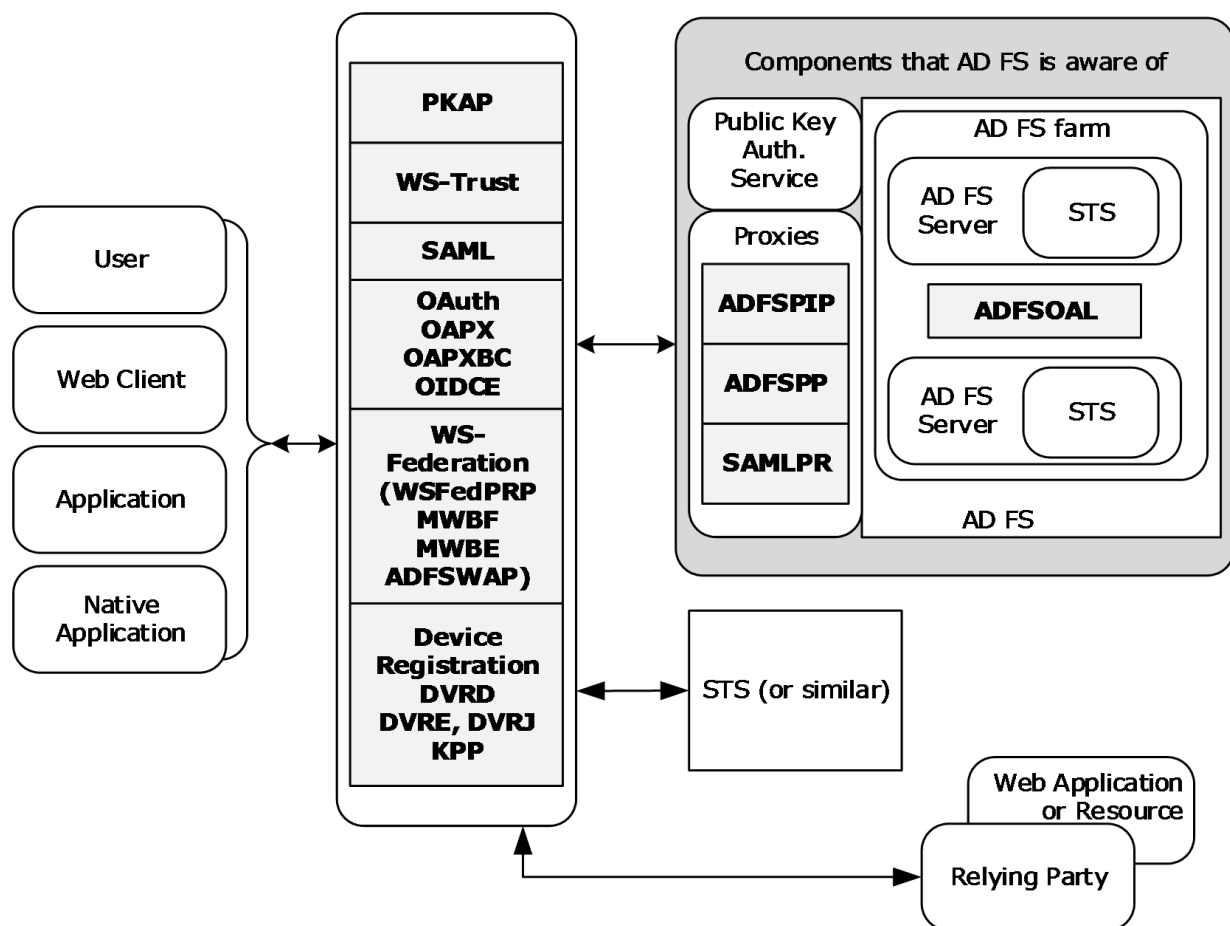 User
Web Client
Application
Native
Application
PKAP
WS-Trust
SAML
OAuth
OAPX
OAPXBC
OIDCE
WS-
Federation
(WSFedPRP
MWBF
MWBE
ADFSWAP)
Device
Registration
DVRD
DVRE, DVRJ
KPP
Components that AD FS is aware of
Public Key
Auth.
Service
Proxies
ADFSPIP
ADFSPP
SAMLPR
AD FS farm
AD FS
Server
STS
ADFSOAL
AD FS
Server
STS
AD FS
STS (or similar)
Web Application
or Resource
Relying Party